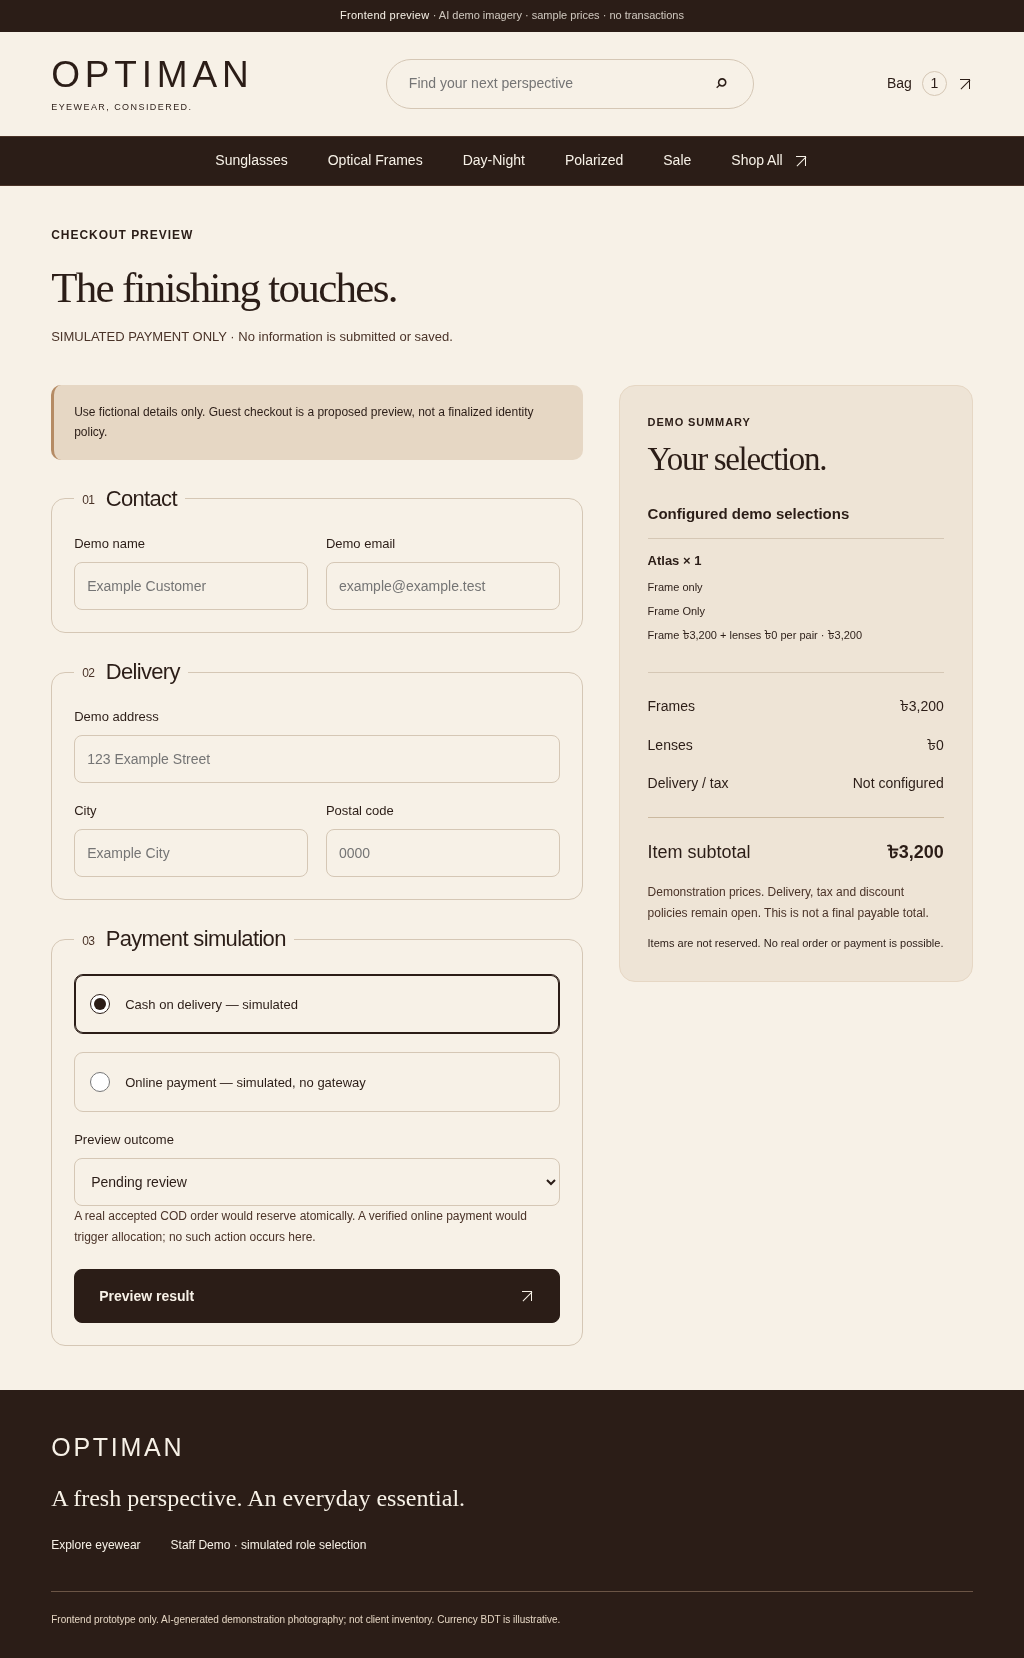 Frontend preview · AI demo imagery · sample prices · no transactions
OPTIMAN
EYEWEAR, CONSIDERED.
Find your next perspective
Bag 1
Sunglasses Optical Frames Day-Night Polarized Sale Shop All
CHECKOUT PREVIEW
The finishing touches.
SIMULATED PAYMENT ONLY · No information is submitted or saved.
Use fictional details only. Guest checkout is a proposed preview, not a finalized identity
policy.
01 Contact
Demo name Demo email
Example Customer example@example.test
02 Delivery
Demo address
123 Example Street
City Postal code
Example City 0000
03 Payment simulation
Cash on delivery — simulated
Online payment — simulated, no gateway
Preview outcome
Pending review
A real accepted COD order would reserve atomically. A verified online payment would
trigger allocation; no such action occurs here.
Preview result
DEMO SUMMARY
Your selection.
Configured demo selections
Atlas × 1
Frame only
Frame Only
Frame ৳3,200 + lenses ৳0 per pair · ৳3,200
Frames ৳3,200
Lenses ৳0
Delivery / tax Not configured
Item subtotal ৳3,200
Demonstration prices. Delivery, tax and discount
policies remain open. This is not a final payable total.
Items are not reserved. No real order or payment is possible.
OPTIMAN
A fresh perspective. An everyday essential.
Explore eyewear Staff Demo · simulated role selection
Frontend prototype only. AI-generated demonstration photography; not client inventory. Currency BDT is illustrative.